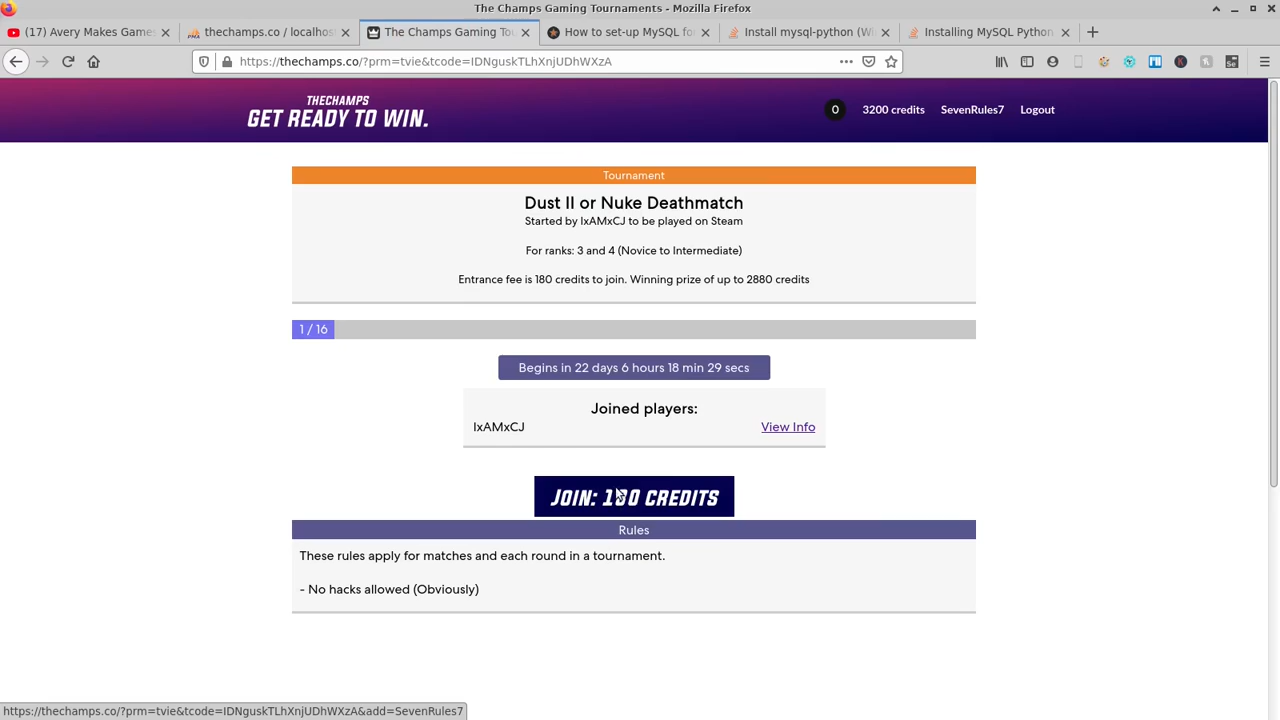 The Champs Gaming Tournaments - Mozilla Firefox
(17) Avery Makes Games
thechamps.co / localhos
The Champs Gaming Tou
How to set-up MySQL fo
Install mysql-python (Wi
Installing MySQL Python
https://thechamps.co/?prm=tvie&tcode=IDNguskTLhXnjUDhWXzA
THECHAMPS
GET READY TO WIN.
0
3200 credits
SevenRules7
Logout
Tournament
Dust II or Nuke Deathmatch
Started by IxAMxCJ to be played on Steam
For ranks: 3 and 4 (Novice to Intermediate)
Entrance fee is 180 credits to join. Winning prize of up to 2880 credits
1 / 16
Begins in 22 days 6 hours 18 min 29 secs
Joined players:
IxAMxCJ View Info
JOIN: 180 CREDITS
Rules
These rules apply for matches and each round in a tournament.
- No hacks allowed (Obviously)
https://thechamps.co/?prm=tvie&tcode=IDNguskTLhXnjUDhWXzA&add=SevenRules7